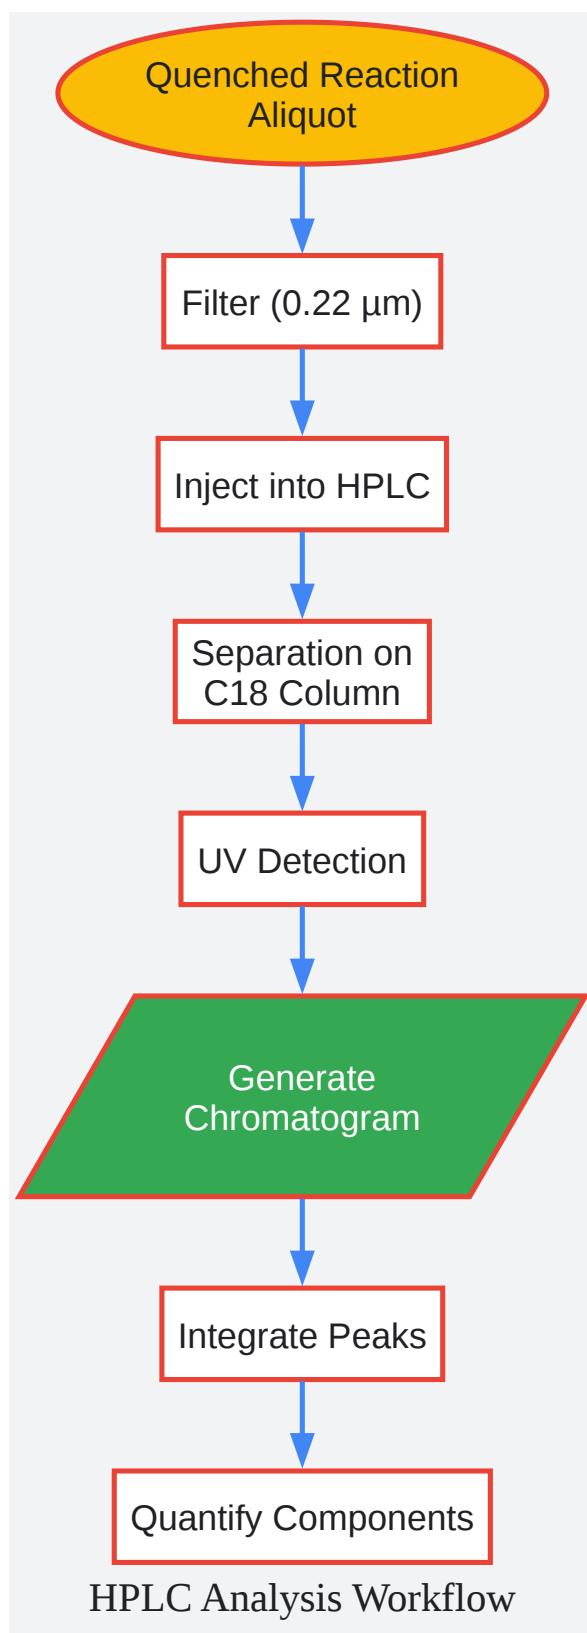 Quenched Reaction
Aliquot
Filter (0.22 µm)
Inject into HPLC
Separation on
C18 Column
UV Detection
Generate
Chromatogram
Integrate Peaks
Quantify Components
HPLC Analysis Workflow